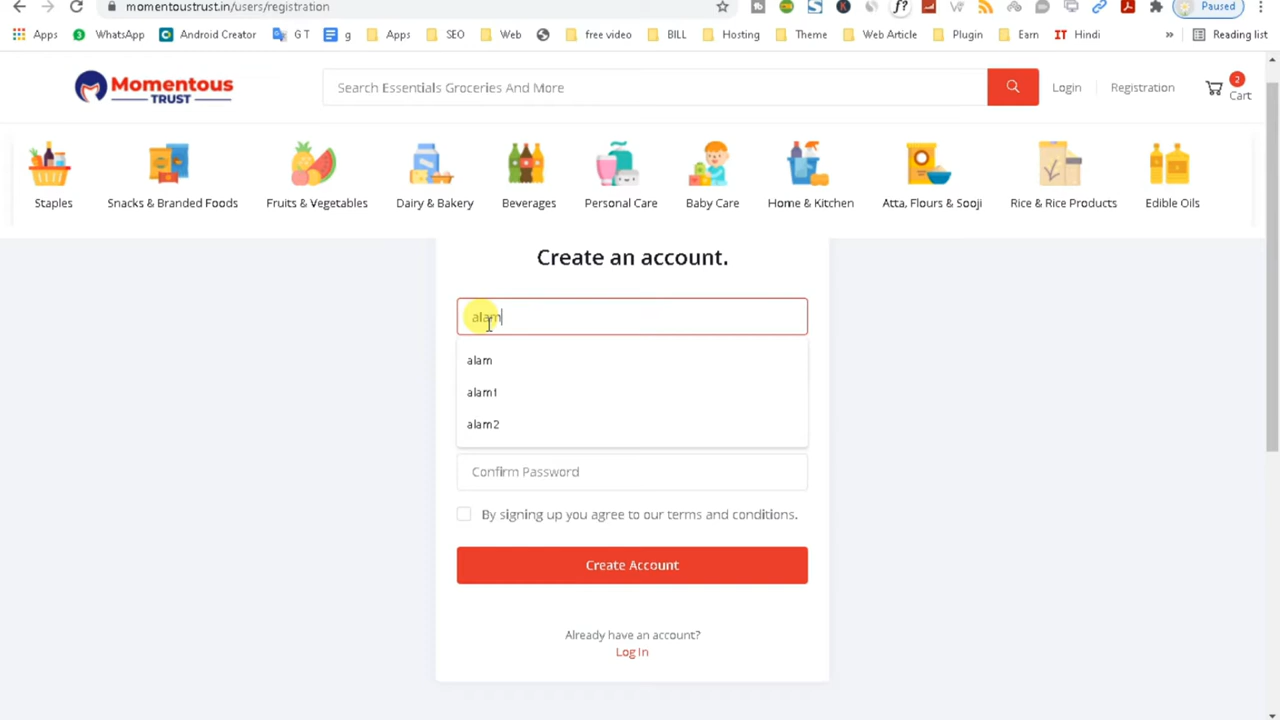 momentoustrust.in/users/registration
Paused
Apps WhatsApp Android Creator G T g Apps SEO Web free video BILL Hosting Theme Web Article Plugin Earn IT Hindi » Reading list
Momentous
TRUST
Search Essentials Groceries And More
Login
Registration
2
Cart
Staples Snacks & Branded Foods Fruits & Vegetables Dairy & Bakery Beverages Personal Care Baby Care Home & Kitchen Atta, Flours & Sooji Rice & Rice Products Edible Oils
Create an account.
alam
alam
alam1
alam2
Confirm Password
By signing up you agree to our terms and conditions.
Create Account
Already have an account?
Log In